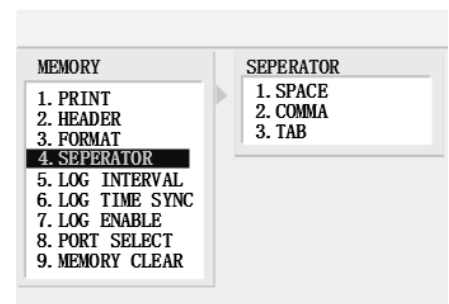 MEMORY
1. PRINT
2. HEADER
3. FORMAT
4. SEPERATOR
5. LOG INTERVAL
6. LOG TIME SYNC
7. LOG ENABLE
8. PORT SELECT
9. MEMORY CLEAR
SEPERATOR
1. SPACE
2. COMMA
3. TAB